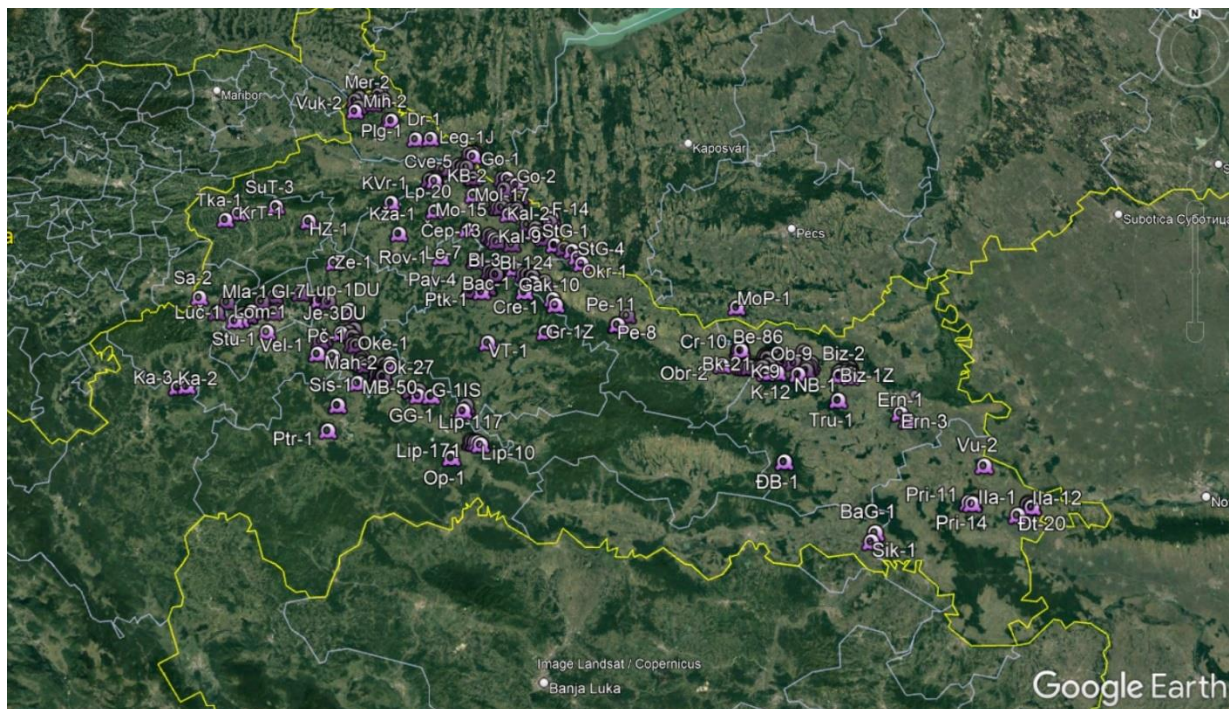 N
Mer-2
Maribor
Vuk-2
Mih-2
Plg-1
Dr-1
Leg-1J
Kaposvár
Cve-5
Go-1
KVr-1
KB-2
Go-2
SuT-3
Lp-20
Mol-17
Tka-1
KrT-1
Kža-1
Mo-15
Kal-2
F-14
Subotica Суботица
HZ-1
Čep-18
StG-1
Pécs
Kal-9
StG-4
Rov-1
Le-7
Že-1
Bl-3
Bl-124
Okr-1
Sa-2
Pav-4
Bac-1
Gak-10
Mla-1
Gl-7
Lup-1DU
Ptk-1
Cre-1
Pe-11
MoP-1
Luč-1
Lom-1
Je-3DU
Pe-8
Stu-1
Vel-1
Pč-1
Gr-1Z
Oke-1
VT-1
Cr-10
Be-86
Mah-2
Ok-27
Bk-21
Ob-9
Biz-2
Obr-2
K-9
Biz-1Z
Ka-3
Ka-2
Sis-1
MB-50
K-12
NB-1
G-1IS
GG-1
Tru-1
Ern-1
Lip-117
Ern-3
Ptr-1
Lip-171
Lip-10
Vu-2
Op-1
ĐB-1
Pri-11
Ila-1
Ila-12
BaG-1
Pri-14
Đt-20
Sik-1
Image Landsat / Copernicus
Banja Luka
Google Earth